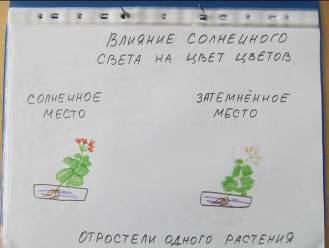 ВЛИЯНИЕ СОЛНЕЧНОГО
СВЕТА НА ЦВЕТ ЦВЕТОВ.
СОЛНЕЧНОЕ
МЕСТО
ЗАТЕМНЁННОЕ
МЕСТО
ОТРОСТЕЛИ ОДНОГО РАСТЕНИЯ